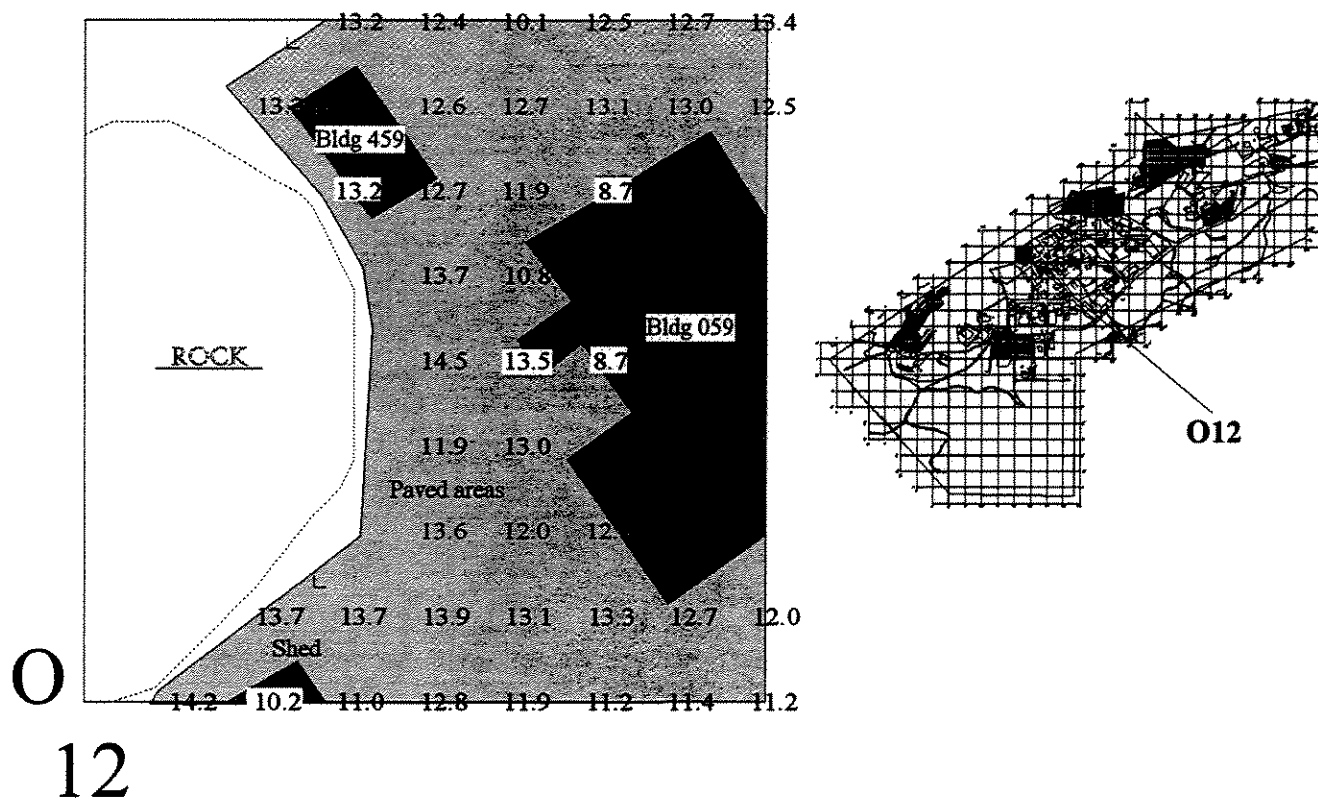 13.2 12.4 10.1 12.5 12.7 13.4
12.6 12.7 13.1 13.0 12.5
Bldg 459
13.2 12.7 11.9 8.7
13.7 10.8
Bldg 059
ROCK 14.5 13.5 8.7
O12
11.9 13.0
Paved areas
13.6 12.0
13.7 13.7 13.9 13.1 13.3 12.7 12.0
Shed
O
14.2 10.2 11.0 12.8 11.9 11.2 11.4 11.2
12